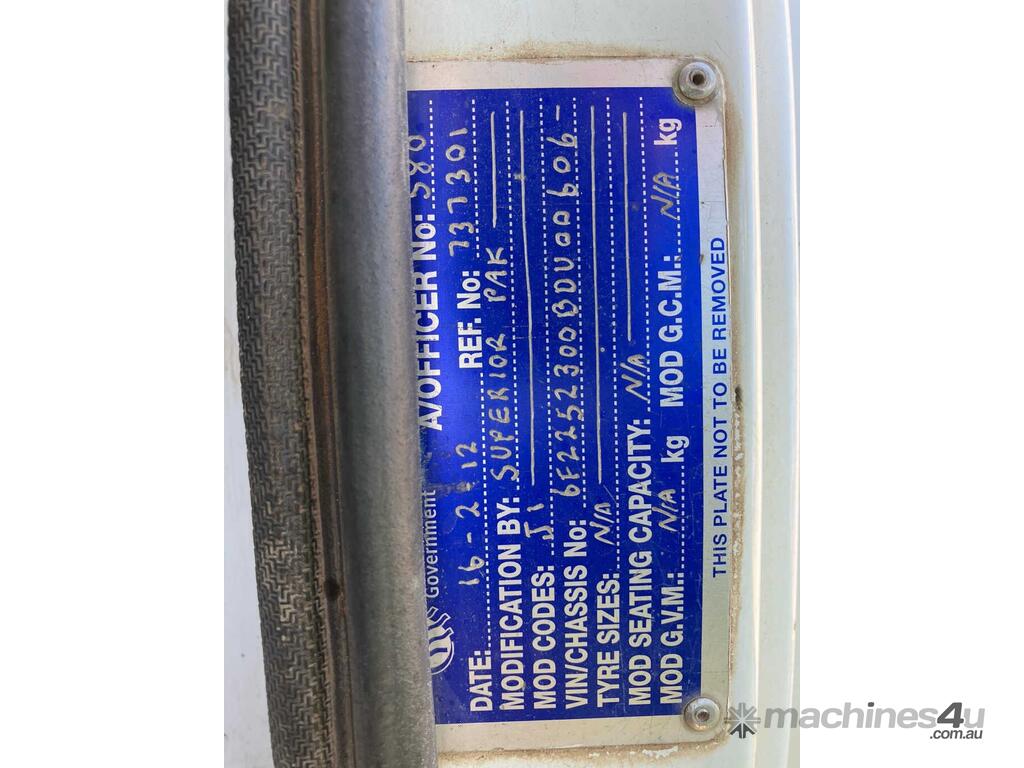 Government A/OFFICER No: 580
DATE: 16-2-12 REF. No: 737301
MODIFICATION BY: SUPERIOR PAK
MOD CODES: J1
VIN/CHASSIS No: 6F2252300BDU00606-
TYRE SIZES: N/A
MOD SEATING CAPACITY: N/A
MOD G.V.M.: N/A kg MOD G.C.M.: N/A kg
THIS PLATE NOT TO BE REMOVED
machines4u
.com.au